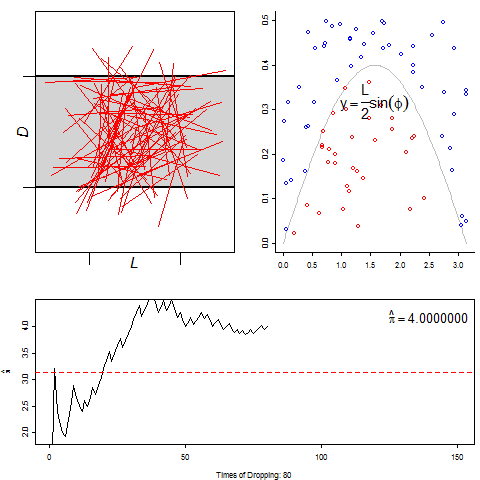 D
L
0.5
0.4
0.3
0.2
0.1
0.0
y = L/2 sin(ϕ)
0.0 0.5 1.0 1.5 2.0 2.5 3.0
π̂ = 4.0000000
4.0
3.5
3.0
2.5
2.0
π̂
0 50 100 150
Times of Dropping: 80